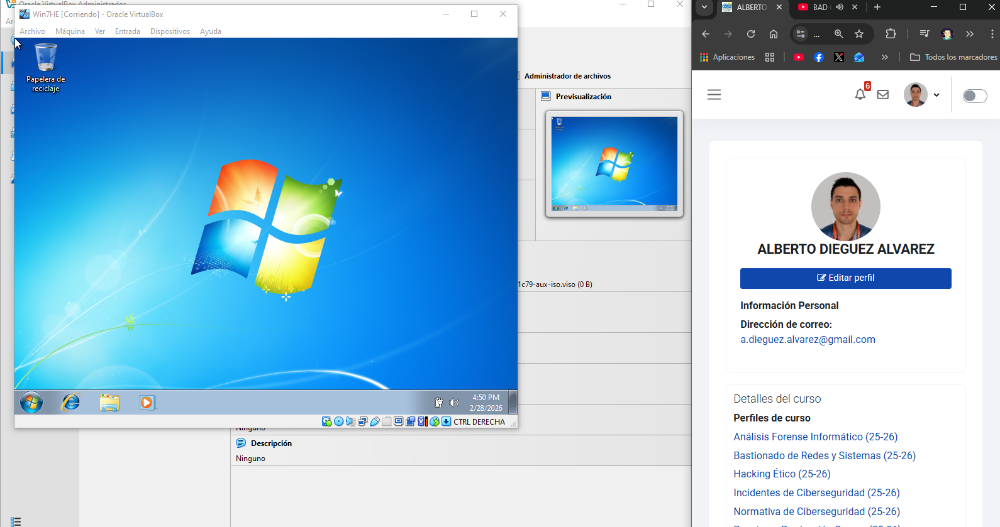 Oracle VirtualBox Administrador
Win7HE [Corriendo] - Oracle VirtualBox
Archivo Máquina Ver Entrada Dispositivos Ayuda
Papelera de
reciclaje
4:50 PM
2/28/2026
CTRL DERECHA
Administrador de archivos
Previsualización
1c79-aux-iso.viso (0 B)
Ninguno
Descripción
Ninguno
ALBERTO
BAD
...
Aplicaciones
Todos los marcadores
6
ALBERTO DIEGUEZ ALVAREZ
Editar perfil
Información Personal
Dirección de correo:
a.dieguez.alvarez@gmail.com
Detalles del curso
Perfiles de curso
Análisis Forense Informático (25-26)
Bastionado de Redes y Sistemas (25-26)
Hacking Ético (25-26)
Incidentes de Ciberseguridad (25-26)
Normativa de Ciberseguridad (25-26)